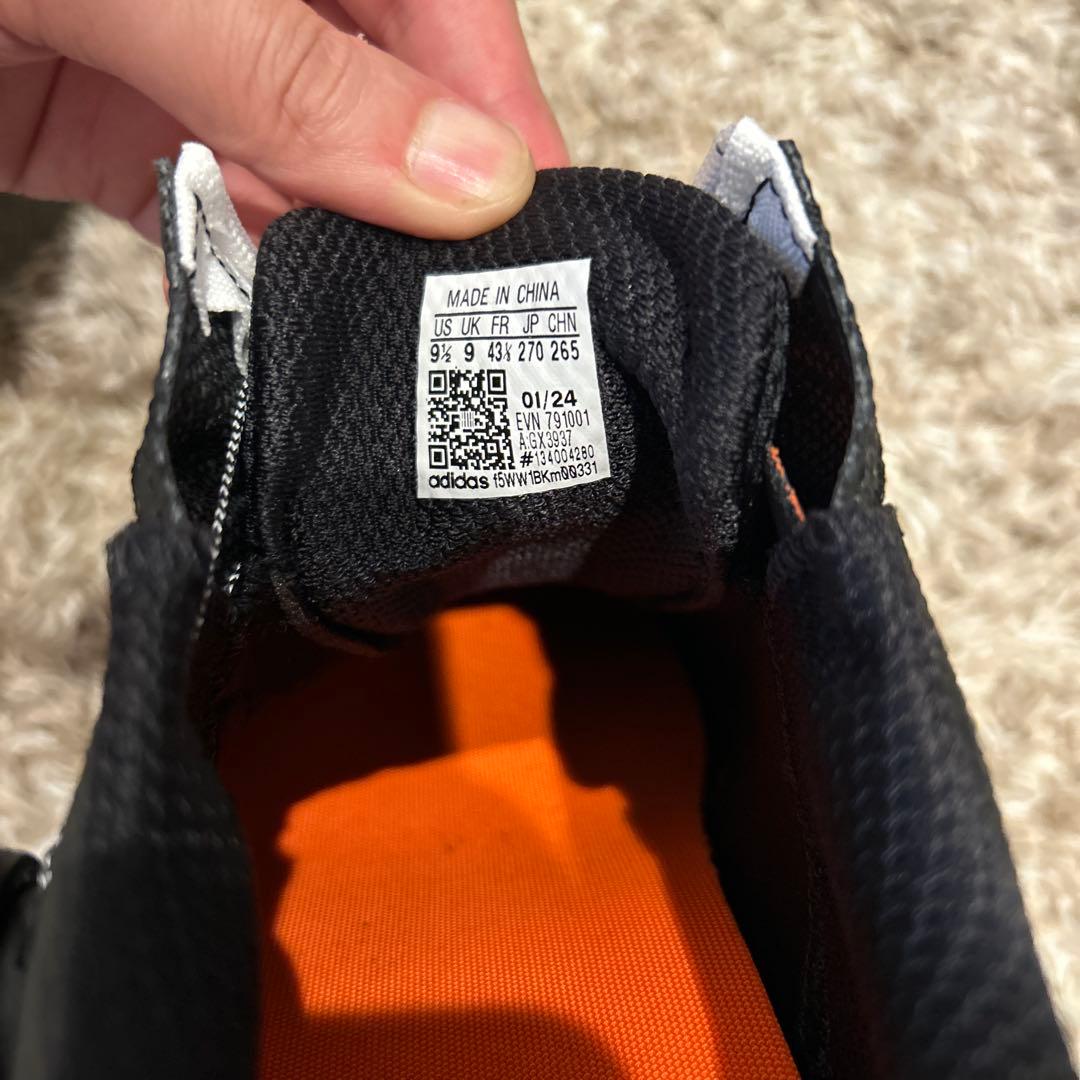 MADE IN CHINA
US UK FR JP CHN
9½ 9 43⅓ 270 265
01/24
EVN 791001
A:GX3937
#134004280
adidas f5WW1BKm00331